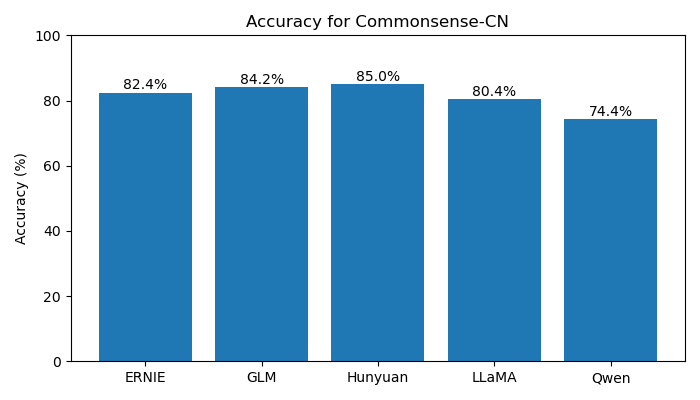 Accuracy for Commonsense-CN
100
80
60
40
20
0
Accuracy (%)
82.4%
84.2%
85.0%
80.4%
74.4%
ERNIE
GLM
Hunyuan
LLaMA
Qwen